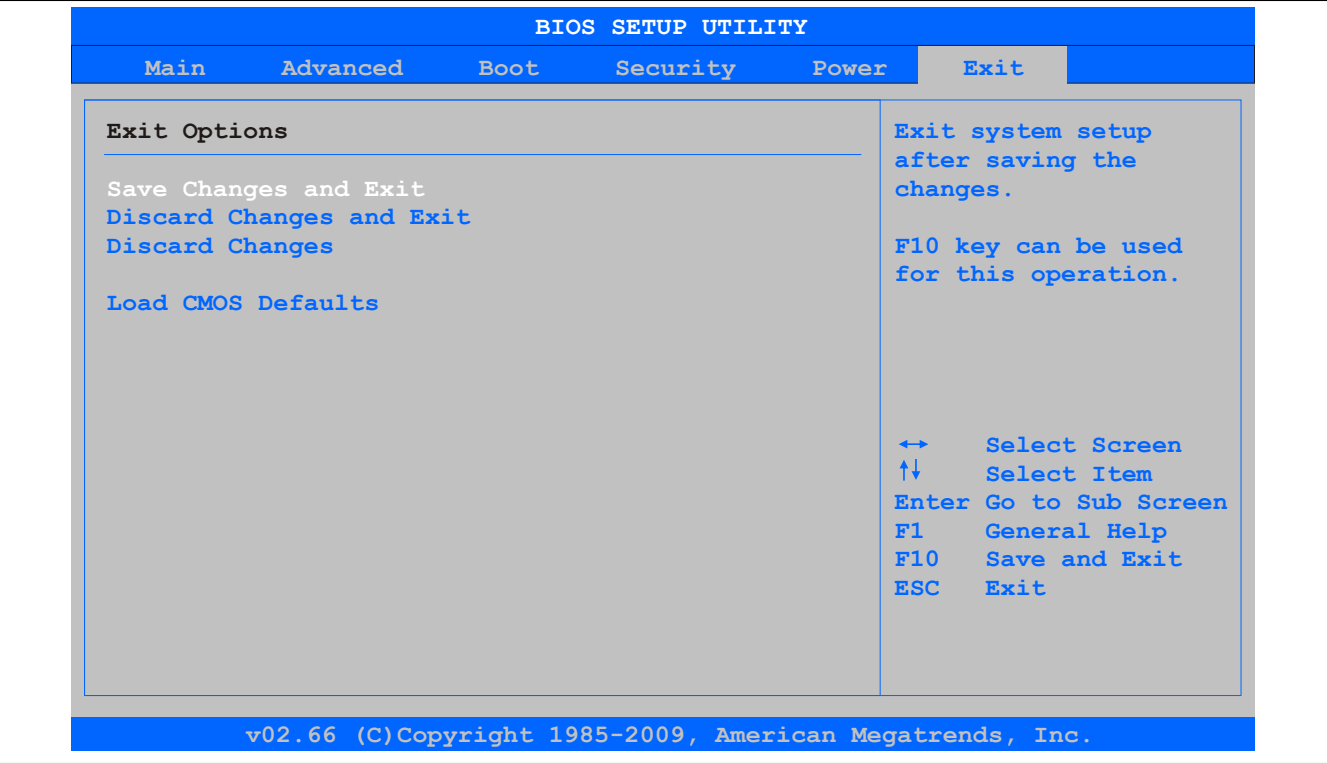 BIOS SETUP UTILITY
Main Advanced Boot Security Power Exit
Exit Options
Save Changes and Exit
Discard Changes and Exit
Discard Changes
Load CMOS Defaults
Exit system setup
after saving the
changes.
F10 key can be used
for this operation.
↔ Select Screen
↑↓ Select Item
Enter Go to Sub Screen
F1 General Help
F10 Save and Exit
ESC Exit
v02.66 (C)Copyright 1985-2009, American Megatrends, Inc.